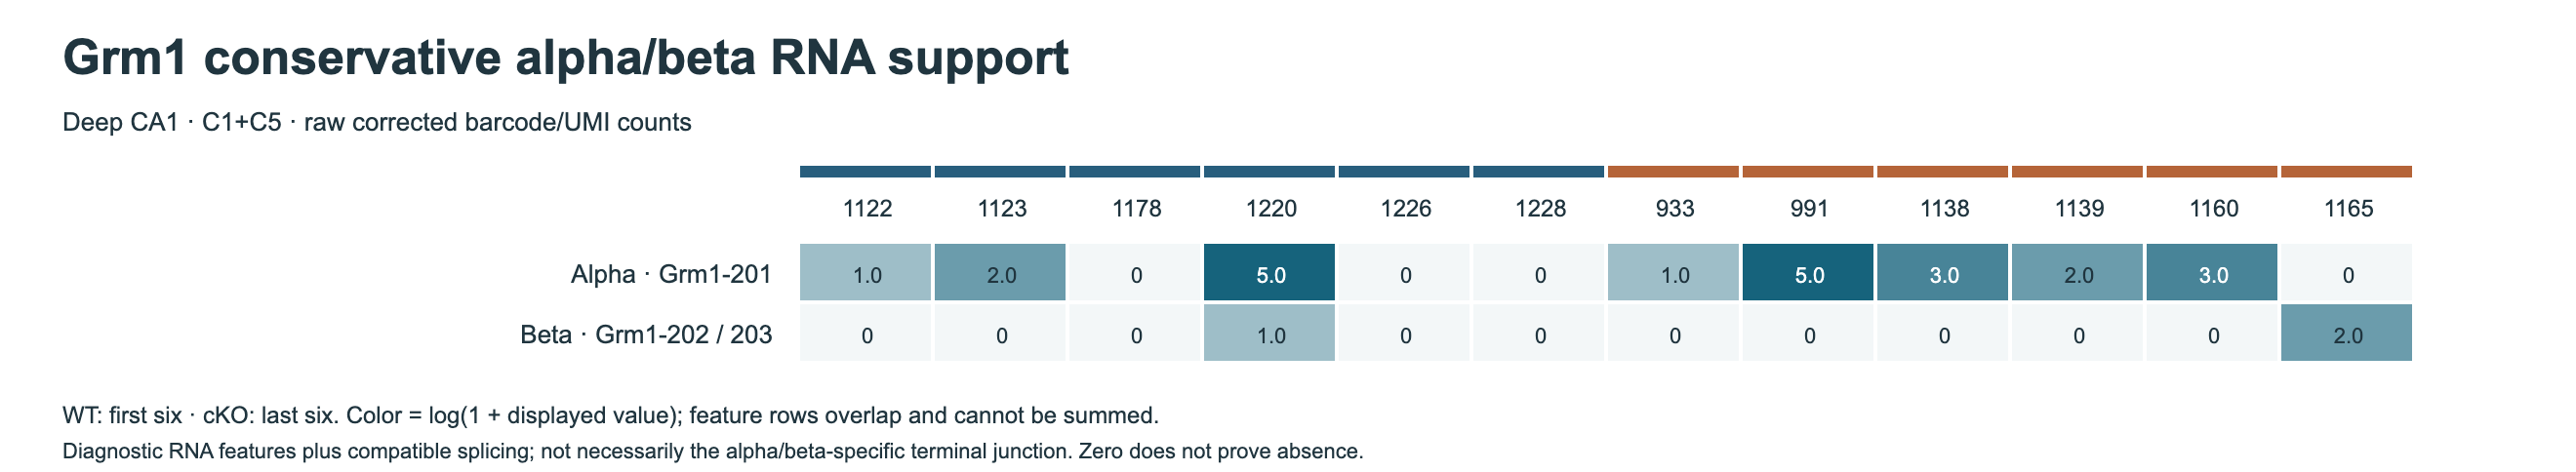 Grm1 conservative alpha/beta RNA support
Deep CA1 · C1+C5 · raw corrected barcode/UMI counts
1122 1123 1178 1220 1226 1228 933 991 1138 1139 1160 1165
Alpha · Grm1-201 1.0 2.0 0 5.0 0 0 1.0 5.0 3.0 2.0 3.0 0
Beta · Grm1-202 / 203 0 0 0 1.0 0 0 0 0 0 0 0 2.0
WT: first six · cKO: last six. Color = log(1 + displayed value); feature rows overlap and cannot be summed.
Diagnostic RNA features plus compatible splicing; not necessarily the alpha/beta-specific terminal junction. Zero does not prove absence.